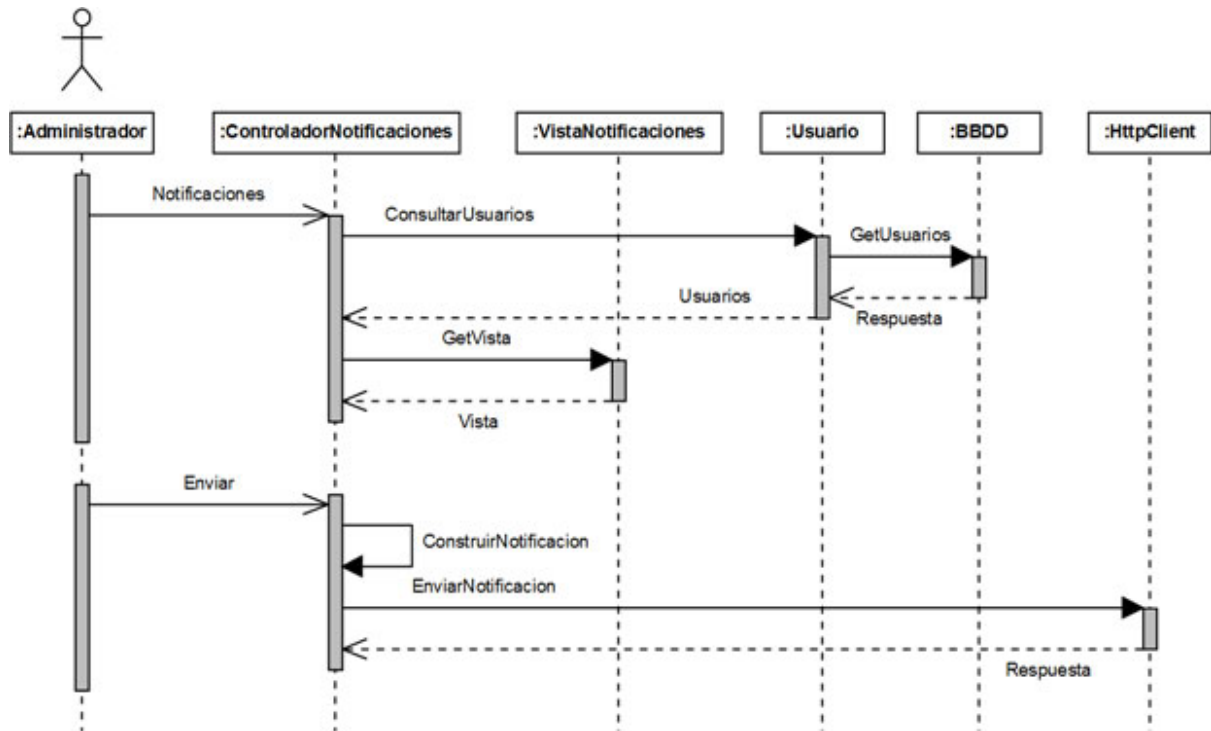 :Administrador
:ControladorNotificaciones
:VistaNotificaciones
:Usuario
:BBDD
:HttpClient
Notificaciones
ConsultarUsuarios
GetUsuarios
Usuarios
Respuesta
GetVista
Vista
Enviar
ConstruirNotificacion
EnviarNotificacion
Respuesta